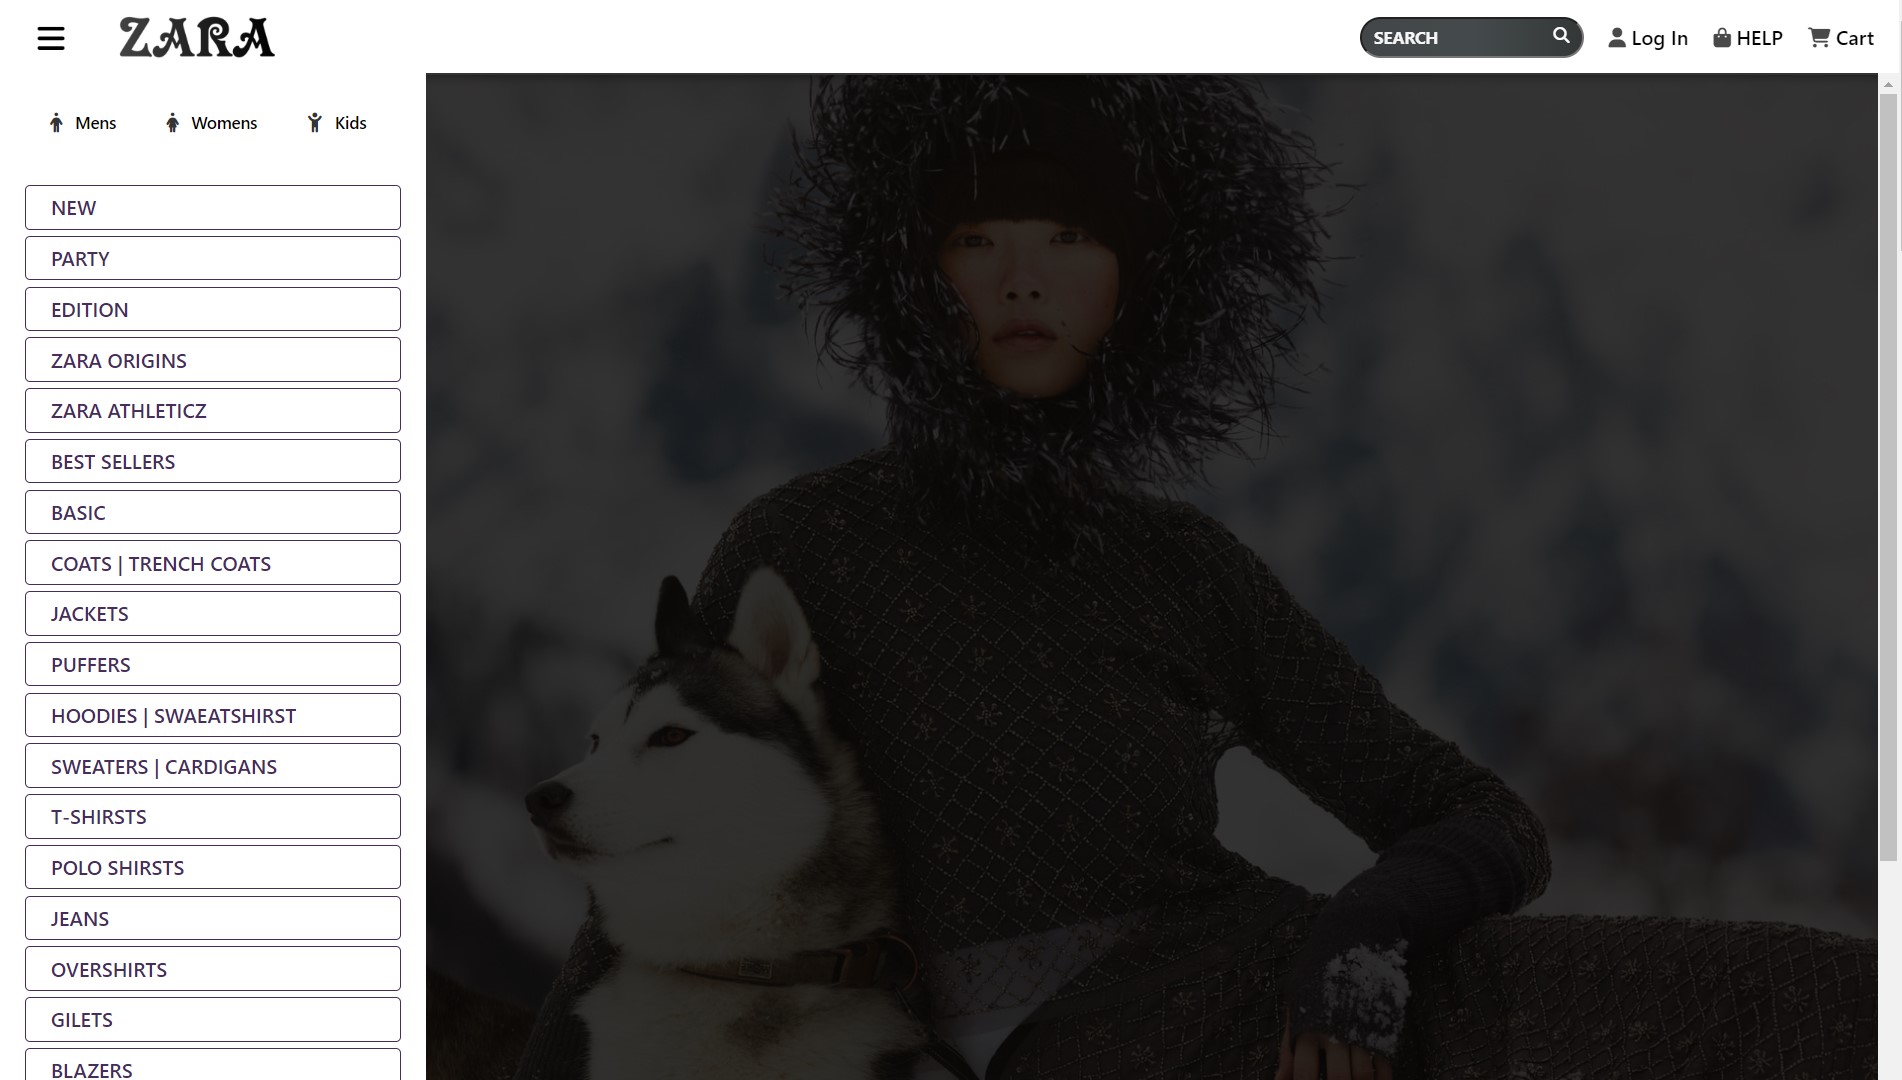 ZARA
SEARCH
Log In
HELP
Cart
Mens
Womens
Kids
NEW
PARTY
EDITION
ZARA ORIGINS
ZARA ATHLETICZ
BEST SELLERS
BASIC
COATS | TRENCH COATS
JACKETS
PUFFERS
HOODIES | SWAEATSHIRST
SWEATERS | CARDIGANS
T-SHIRSTS
POLO SHIRSTS
JEANS
OVERSHIRTS
GILETS
BLAZERS